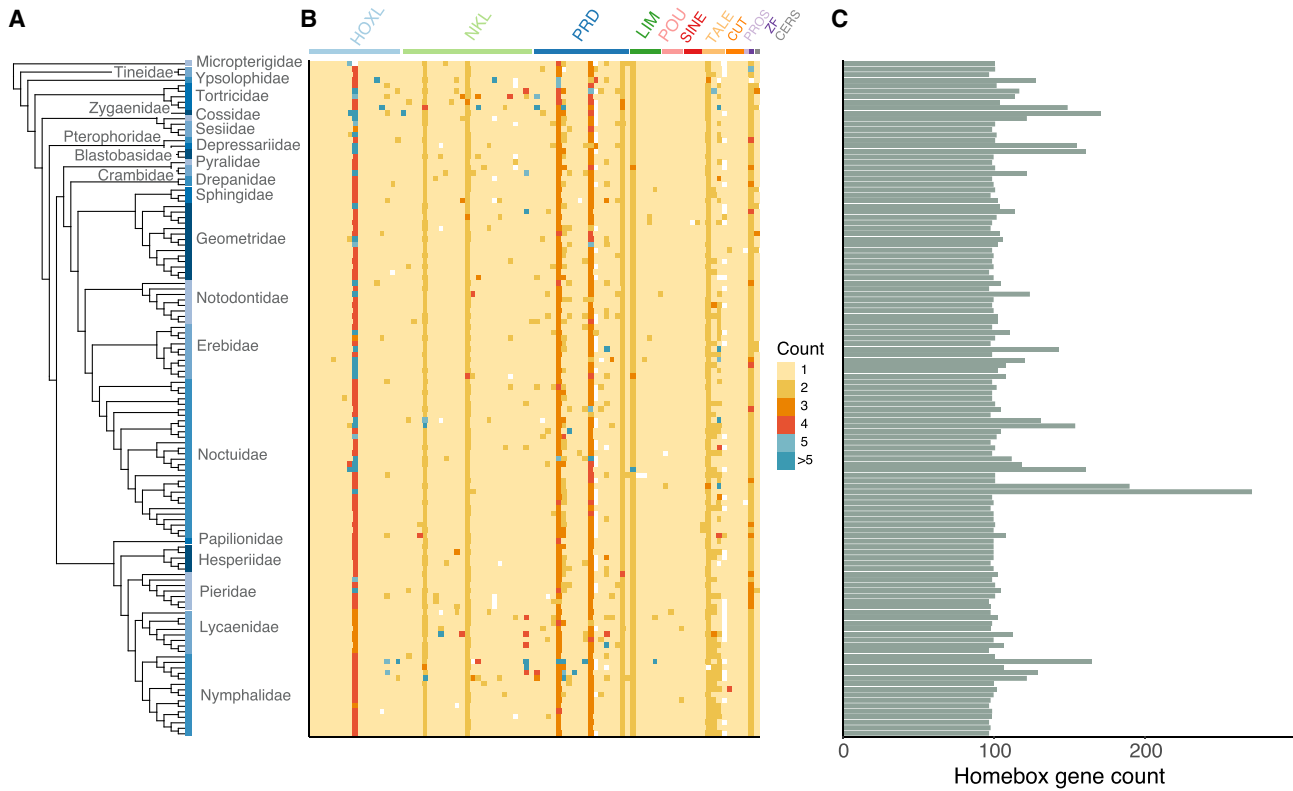 A
B
C
HOXL
NKL
PRD
LIM
POU
SINE
TALE
CUT
PROS
ZF
CERS
Micropterigidae
Tineidae
Ypsolophidae
Tortricidae
Zygaenidae
Cossidae
Sesiidae
Pterophoridae
Depressariidae
Blastobasidae
Pyralidae
Crambidae
Drepanidae
Sphingidae
Geometridae
Notodontidae
Erebidae
Noctuidae
Papilionidae
Hesperiidae
Pieridae
Lycaenidae
Nymphalidae
Count
1
2
3
4
5
>5
0
100
200
Homebox gene count